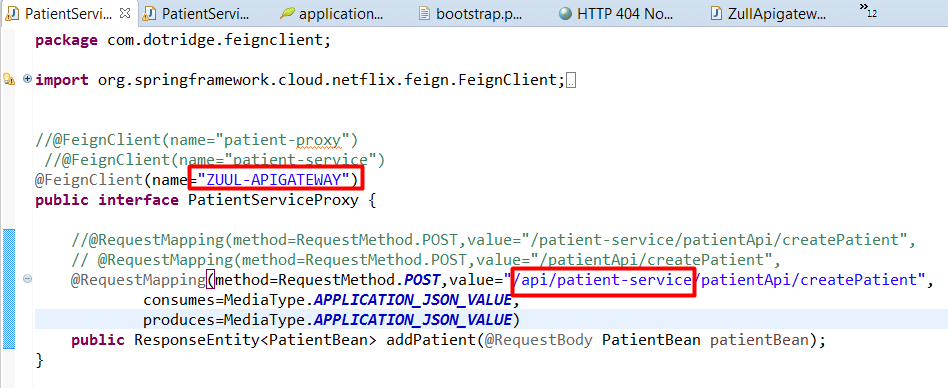 PatientServi... PatientServi... application... bootstrap.p... HTTP 404 No... ZullApigatew... »12
package com.dotridge.feignclient;
import org.springframework.cloud.netflix.feign.FeignClient;
//@FeignClient(name="patient-proxy")
//@FeignClient(name="patient-service")
@FeignClient(name="ZUUL-APIGATEWAY")
public interface PatientServiceProxy {
//@RequestMapping(method=RequestMethod.POST,value="/patient-service/patientApi/createPatient",
// @RequestMapping(method=RequestMethod.POST,value="/patientApi/createPatient",
@RequestMapping(method=RequestMethod.POST,value="/api/patient-service/patientApi/createPatient",
consumes=MediaType.APPLICATION_JSON_VALUE,
produces=MediaType.APPLICATION_JSON_VALUE)
public ResponseEntity<PatientBean> addPatient(@RequestBody PatientBean patientBean);
}